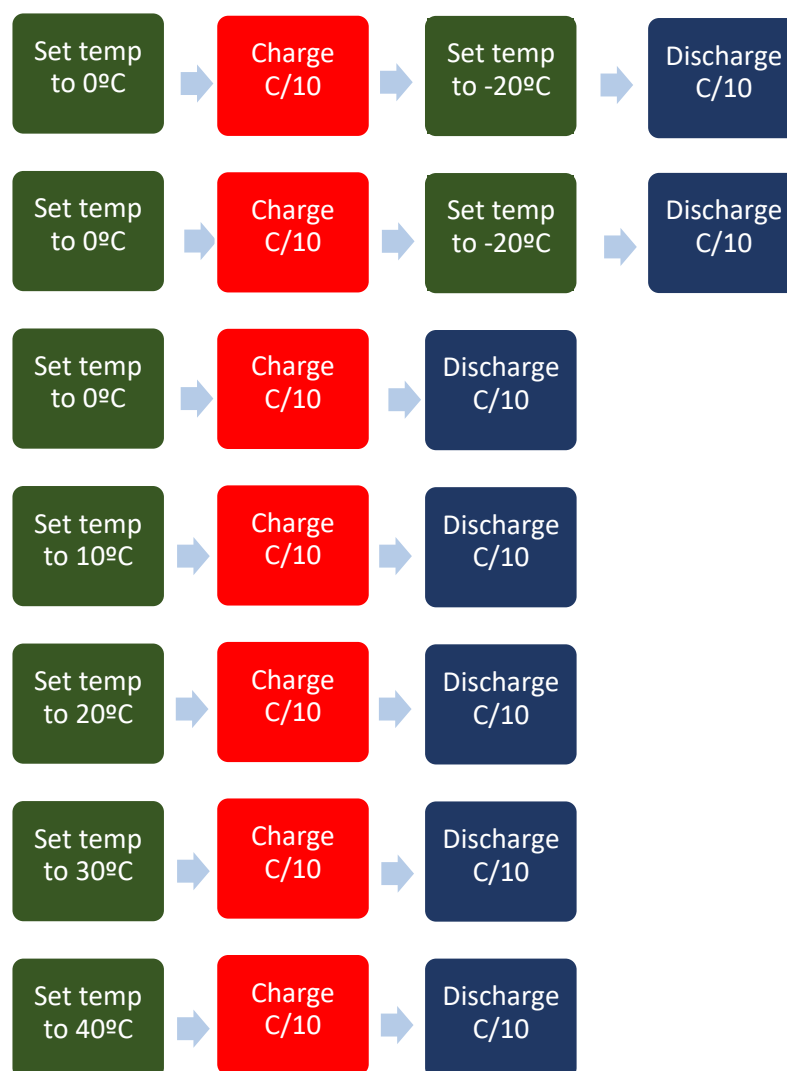 Set temp
to 0ºC
Charge
C/10
Set temp
to -20ºC
Discharge
C/10
Set temp
to 0ºC
Charge
C/10
Set temp
to -20ºC
Discharge
C/10
Set temp
to 0ºC
Charge
C/10
Discharge
C/10
Set temp
to 10ºC
Charge
C/10
Discharge
C/10
Set temp
to 20ºC
Charge
C/10
Discharge
C/10
Set temp
to 30ºC
Charge
C/10
Discharge
C/10
Set temp
to 40ºC
Charge
C/10
Discharge
C/10